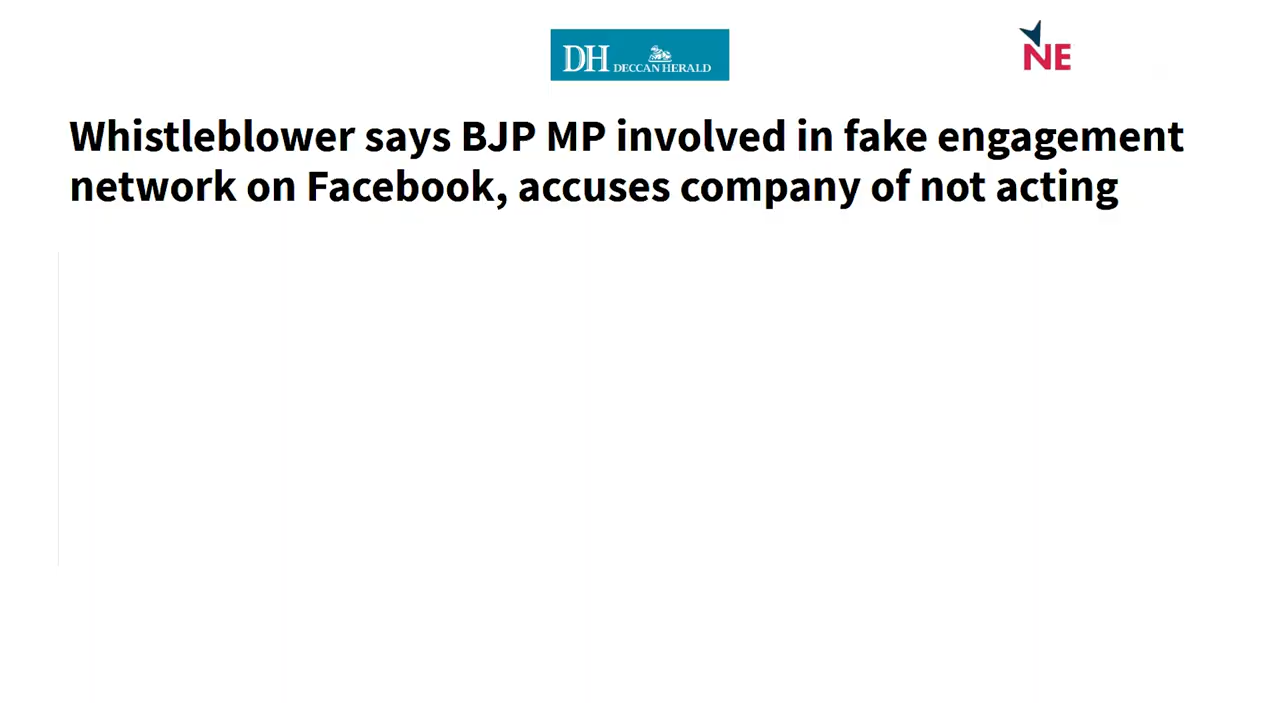 DH DECCAN HERALD
NE
Whistleblower says BJP MP involved in fake engagement
network on Facebook, accuses company of not acting